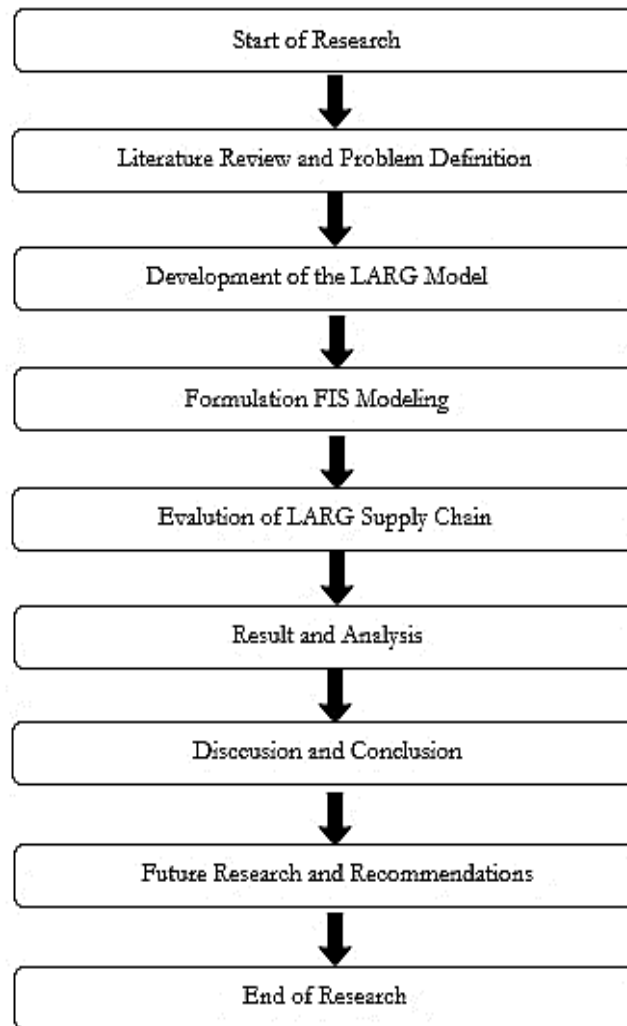 Start of Research
Literature Review and Problem Definition
Development of the LARG Model
Formulation FIS Modeling
Evalution of LARG Supply Chain
Result and Analysis
Disccusion and Conclusion
Future Research and Recommendations
End of Research